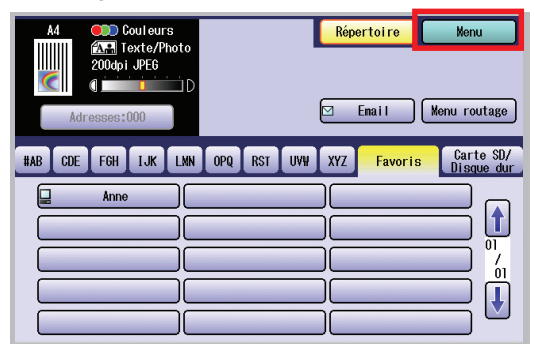 A4 Couleurs
A Texte/Photo
200dpi JPEG
Adresses:000
Répertoire Menu
Email Menu routage
#AB CDE FGH IJK LMN OPQ RST UVW XYZ Favoris Carte SD/
Disque dur
Anne
01
/
01